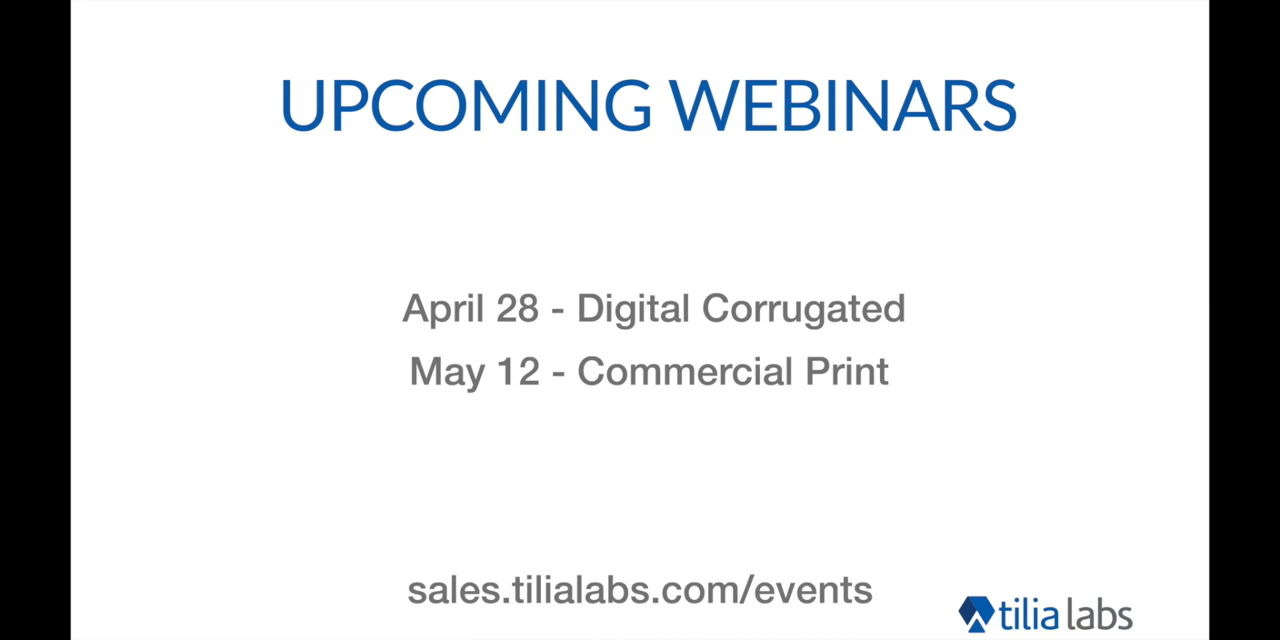 UPCOMING WEBINARS
April 28 - Digital Corrugated
May 12 - Commercial Print
sales.tilialabs.com/events
tilia labs